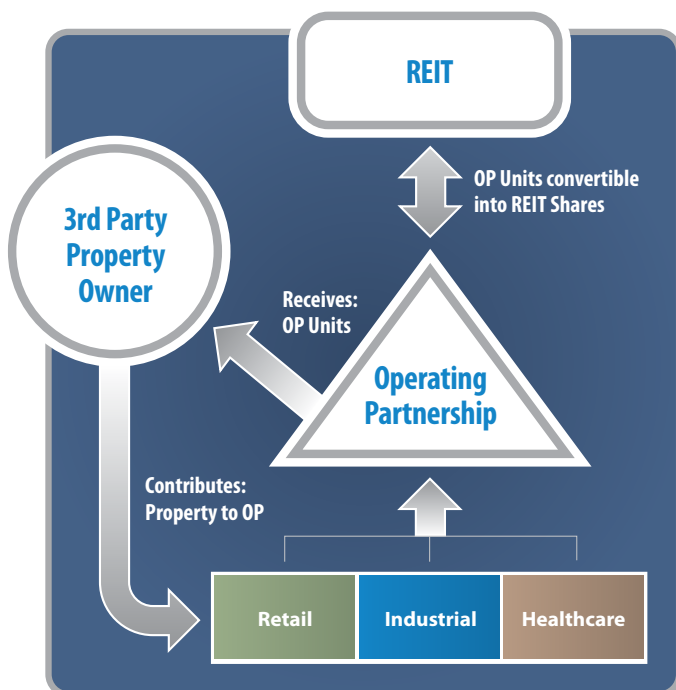 REIT
OP Units convertible
into REIT Shares
3rd Party
Property
Owner
Receives:
OP Units
Operating
Partnership
Contributes:
Property to OP
Retail
Industrial
Healthcare